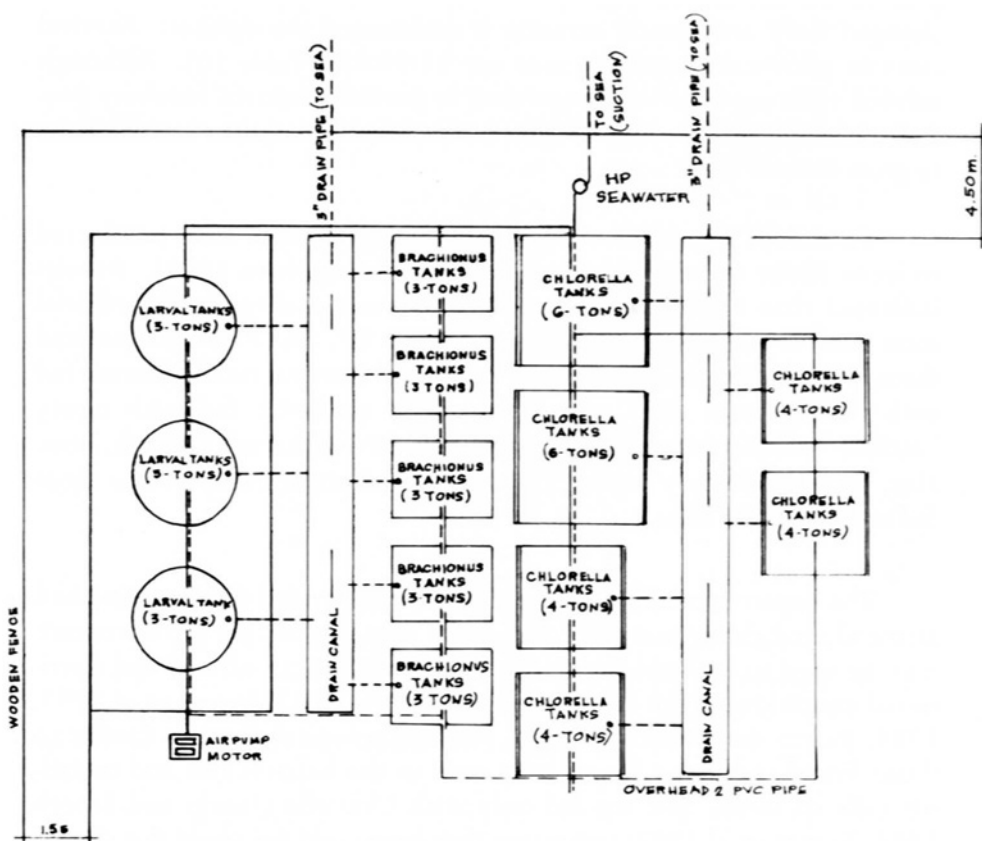 3" DRAIN PIPE (TO SEA)
TO SEA
(SUCTION)
3" DRAIN PIPE (TO SEA)
4.50 m.
HP
SEAWATER
LARVAL TANKS
(3-TONS)
LARVAL TANKS
(3-TONS)
LARVAL TANK
(3-TONS)
BRACHIONUS
TANKS
(3-TONS)
BRACHIONUS
TANKS
(3 TONS)
BRACHIONUS
TANKS
(3 TONS)
BRACHIONUS
TANKS
(3-TONS)
BRACHIONUS
TANKS
(3 TONS)
CHLORELLA
TANKS
(6-TONS)
CHLORELLA
TANKS
(6-TONS)
CHLORELLA
TANKS
(4-TONS)
CHLORELLA
TANKS
(4-TONS)
CHLORELLA
TANKS
(4-TONS)
CHLORELLA
TANKS
(4-TONS)
WOODEN FENCE
DRAIN CANAL
DRAIN CANAL
AIR PUMP
MOTOR
OVERHEAD 2 PVC PIPE
1.56